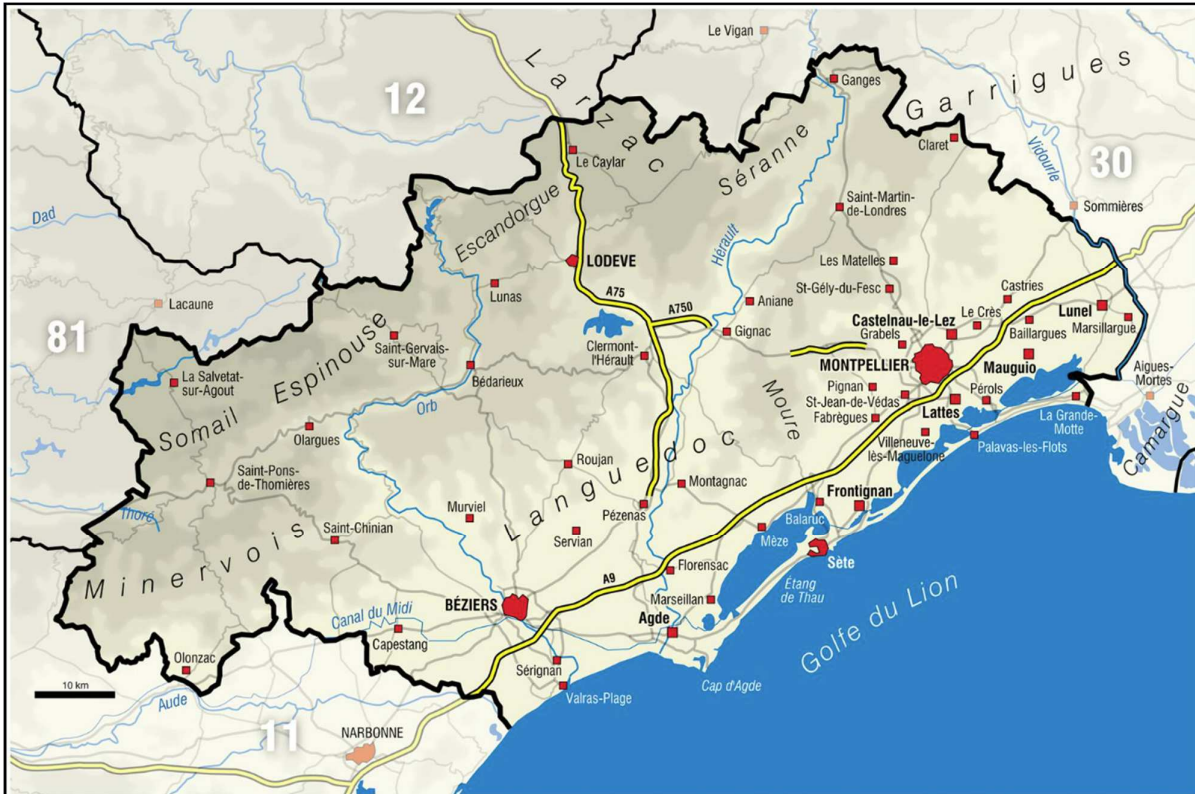 Le Vigan
Larzac
Ganges
Garrigues
12
Le Caylar
Séranne
Claret
Vidourle
30
Dad
Escandorgue
Saint-Martin-
de-Londres
Sommières
Hérault
LODEVE
Les Matelles
Lacaune
Lunas
A75
A750
Aniane
St-Gély-du-Fesc
Castries
81
Espinouse
Saint-Gervais-
sur-Mare
Clermont-
l'Hérault
Gignac
Castelnau-le-Lez
Grabels
Le Crès
Lunel
Baillargues
Marsillargue
La Salvetat-
sur-Agout
Bédarieux
MONTPELLIER
Mauguio
Aigues-
Mortes
Somail
Orb
Moure
Pignan
St-Jean-de-Védas
Fabrègues
Pérols
Lattes
La Grande-
Motte
Camargue
Olargues
Villeneuve-
lès-Maguelone
Palavas-les-Flots
Saint-Pons-
de-Thomières
Roujan
Languedoc
Montagnac
Frontignan
Thoré
Saint-Chinian
Murviel
Pézenas
Balaruc
Servian
Mèze
Minervois
Sète
Florensac
A9
Étang
de Thau
Marseillan
BÉZIERS
Canal du Midi
Agde
Golfe du Lion
Capestang
Olonzac
Sérignan
Cap d'Agde
10 km
Aude
Valras-Plage
11
NARBONNE